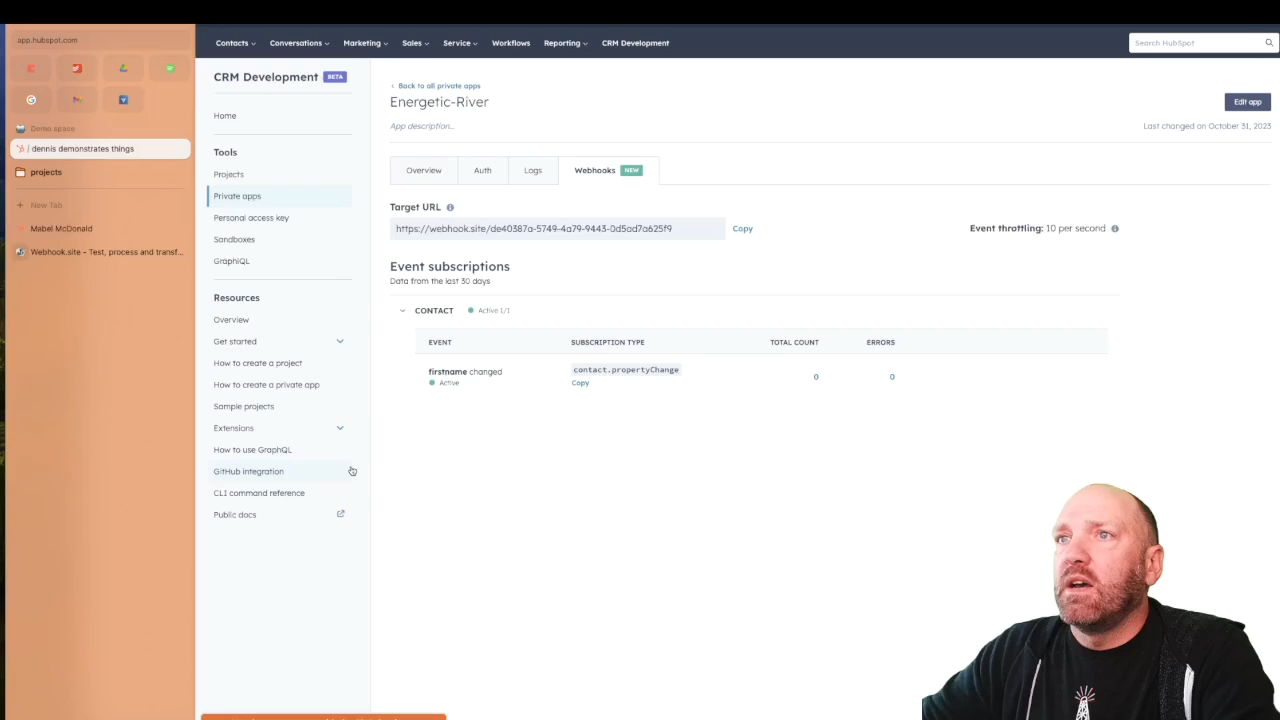 app.hubspot.com
Demo space
/ dennis demonstrates things
projects
+ New Tab
Mabel McDonald
Webhook.site - Test, process and transf...
Contacts
Conversations
Marketing
Sales
Service
Workflows
Reporting
CRM Development
Search HubSpot
CRM Development BETA
Home
Tools
Projects
Private apps
Personal access key
Sandboxes
GraphiQL
Resources
Overview
Get started
How to create a project
How to create a private app
Sample projects
Extensions
How to use GraphQL
GitHub integration
CLI command reference
Public docs
Back to all private apps
Energetic-River
Edit app
App description...
Last changed on October 31, 2023
Overview
Auth
Logs
Webhooks NEW
Target URL
https://webhook.site/de40387a-5749-4a79-9443-0d5ad7a625f9
Copy
Event throttling: 10 per second
Event subscriptions
Data from the last 30 days
CONTACT
Active 1/1
EVENT SUBSCRIPTION TYPE TOTAL COUNT ERRORS
firstname changed contact.propertyChange 0 0
Active Copy